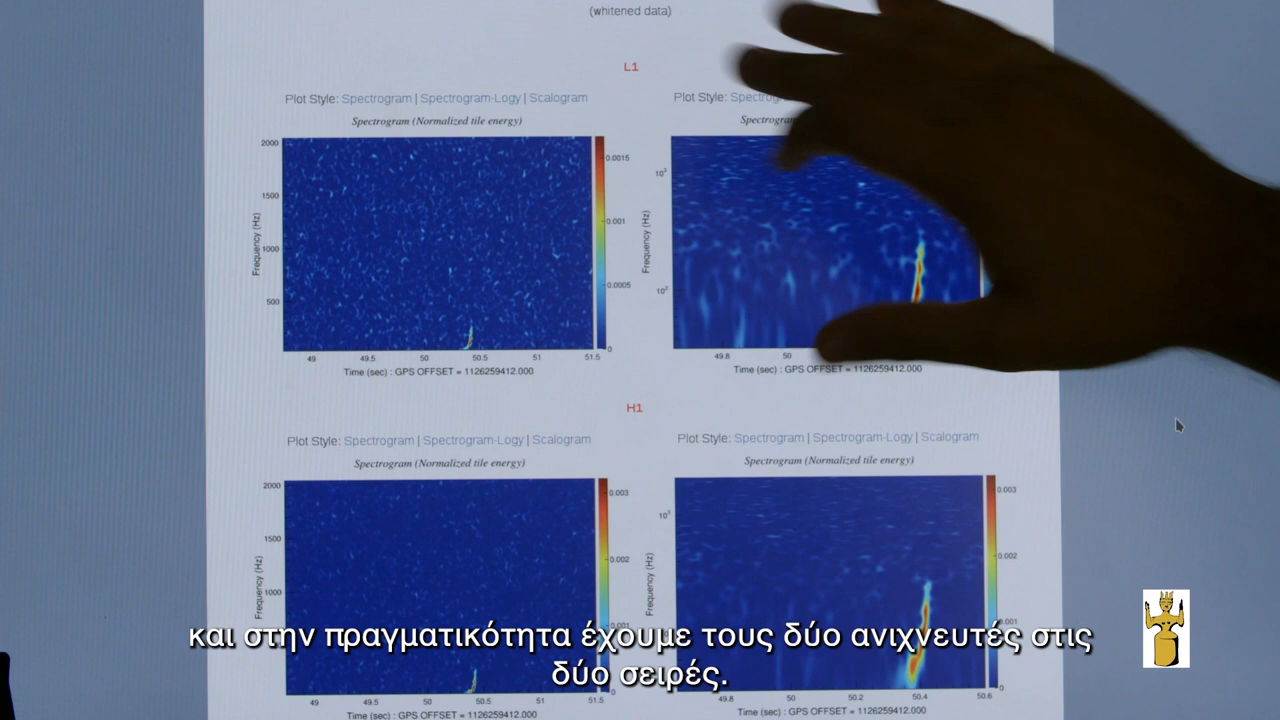 (whitened data)
L1
Plot Style: Spectrogram | Spectrogram-Logy | Scalogram
Plot Style:
Spectrogram (Normalized tile energy)
2000
1500
1000
500
Frequency (Hz)
0.0015
0.001
0.0005
0
49 49.5 50 50.5 51 51.5
Time (sec) : GPS OFFSET = 1126259412.000
10³
10²
Frequency (Hz)
49.8 50
Time (sec) : GPS OFFSET = 1126259412.000
H1
Plot Style: Spectrogram | Spectrogram-Logy | Scalogram
Plot Style: Spectrogram | Spectrogram-Logy | Scalogram
Spectrogram (Normalized tile energy)
Spectrogram (Normalized tile energy)
2000
1500
1000
Frequency (Hz)
0.003
0.002
0.001
0
49 49.5 50 50.5 51 51.5
Time (sec) : GPS OFFSET = 1126259412.000
10³
Frequency (Hz)
0.003
0.002
0.001
0
49.8 50 50.2 50.4 50.6
Time (sec) : GPS OFFSET = 1126259412.000
και στην πραγματικότητα έχουμε τους δύο ανιχνευτές στις
δύο σειρές.